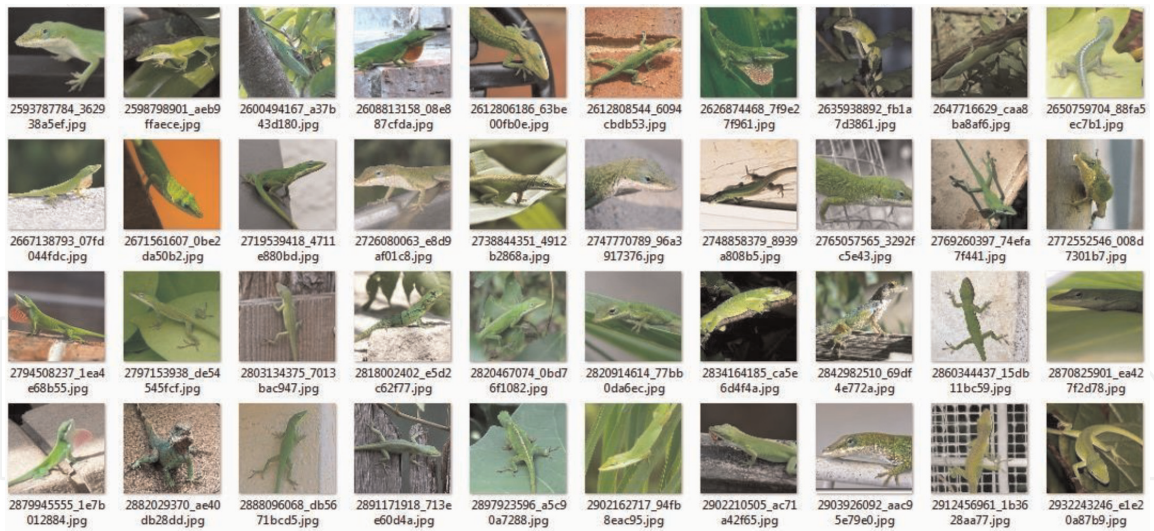 2593787784_3629 2598798901_aeb9 2600494167_a37b 2608813158_08e8 2612806186_63be 2612808544_6094 2626874468_7f9e2 2635938892_fb1a 2647716629_caa8 2650759704_88fa5
38a5ef.jpg ffaece.jpg 43d180.jpg 87cfda.jpg 00fb0e.jpg cbdb53.jpg 7f961.jpg 7d3861.jpg ba8af6.jpg ec7b1.jpg
2667138793_07fd 2671561607_0be2 2719539418_4711 2726080063_e8d9 2738844351_4912 2747770789_96a3 2748858379_8939 2765057565_3292f 2769260397_74efa 2772552546_008d
044fdc.jpg da50b2.jpg e880bd.jpg af01c8.jpg b2868a.jpg 917376.jpg a808b5.jpg c5e43.jpg 7f441.jpg 7301b7.jpg
2794508237_1ea4 2797153938_de54 2803134375_7013 2818002402_e5d2 2820467074_0bd7 2820914614_77bb 2834164185_ca5e 2842982510_69df 2860344437_15db 2870825901_ea42
e68b55.jpg 545fcf.jpg bac947.jpg c62f77.jpg 6f1082.jpg 0da6ec.jpg 6d4f4a.jpg 4e772a.jpg 11bc59.jpg 7f2d78.jpg
2879945555_1e7b 2882029370_ae40 2888096068_db56 2891171918_713e 2897923596_a5c9 2902162717_94fb 2902210505_ac71 2903926092_aac9 2912456961_1b36 2932243246_e1e2
012884.jpg db28dd.jpg 71bcd5.jpg e60d4a.jpg 0a7288.jpg 8eac95.jpg a42f65.jpg 5e79e0.jpg 28aa77.jpg 0a87b9.jpg